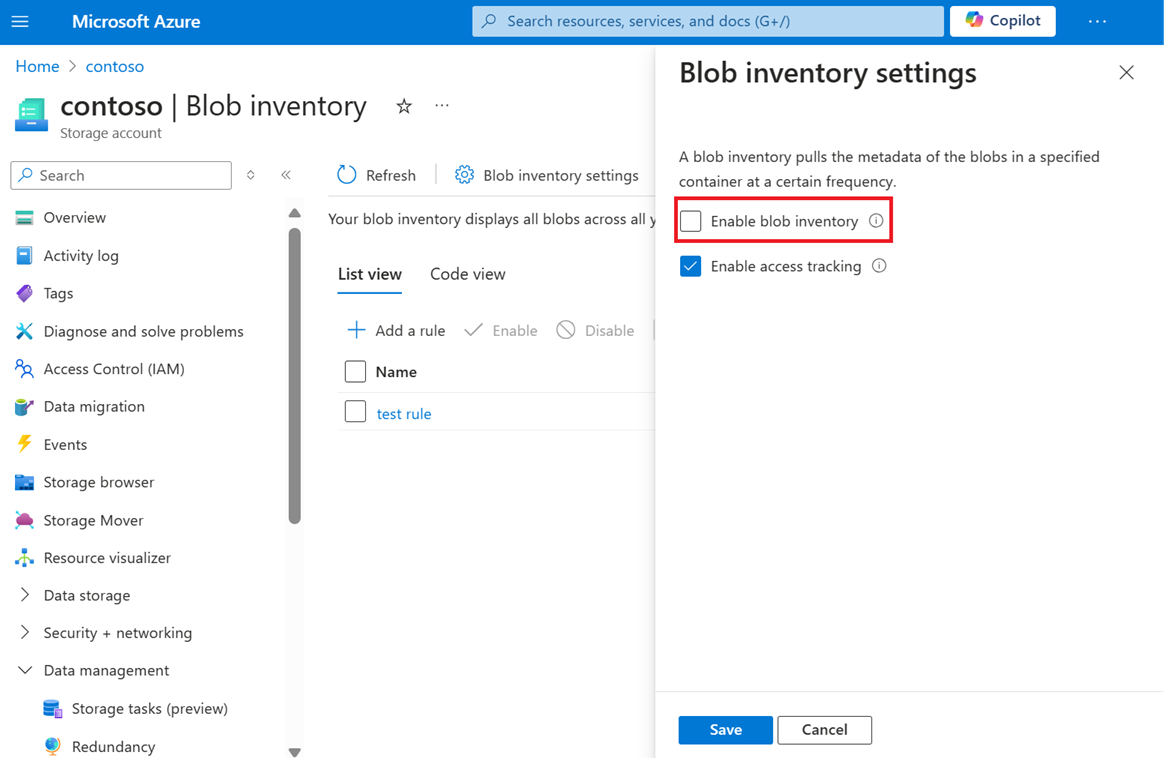 Microsoft Azure
Search resources, services, and docs (G+/)
Copilot
Home > contoso
contoso | Blob inventory
Storage account
Search
Overview
Activity log
Tags
Diagnose and solve problems
Access Control (IAM)
Data migration
Events
Storage browser
Storage Mover
Resource visualizer
Data storage
Security + networking
Data management
Storage tasks (preview)
Redundancy
Refresh
Blob inventory settings
Your blob inventory displays all blobs across all
List view
Code view
Add a rule
Enable
Disable
Name
test rule
Blob inventory settings
A blob inventory pulls the metadata of the blobs in a specified
container at a certain frequency.
Enable blob inventory
Enable access tracking
Save
Cancel